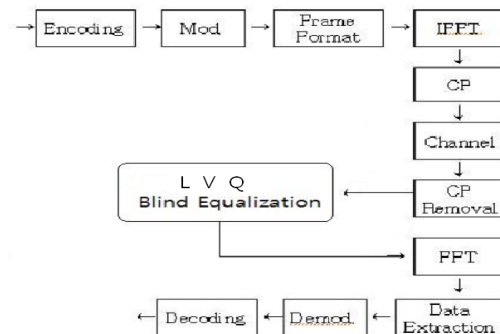 Encoding
Mod.
Frame
Format
IFFT
CP
Channel
L V Q
Blind Equalization
CP
Removal
FFT
Decoding
Demod.
Data
Extraction